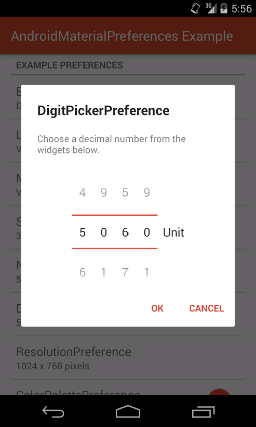 5:56
AndroidMaterialPreferences Example
EXAMPLE PREFERENCES
DigitPickerPreference
Choose a decimal number from the
widgets below.
4 9 5 9
5 0 6 0 Unit
6 1 7 1
OK CANCEL
ResolutionPreference
1024 x 768 pixels
ColorPalettePreference